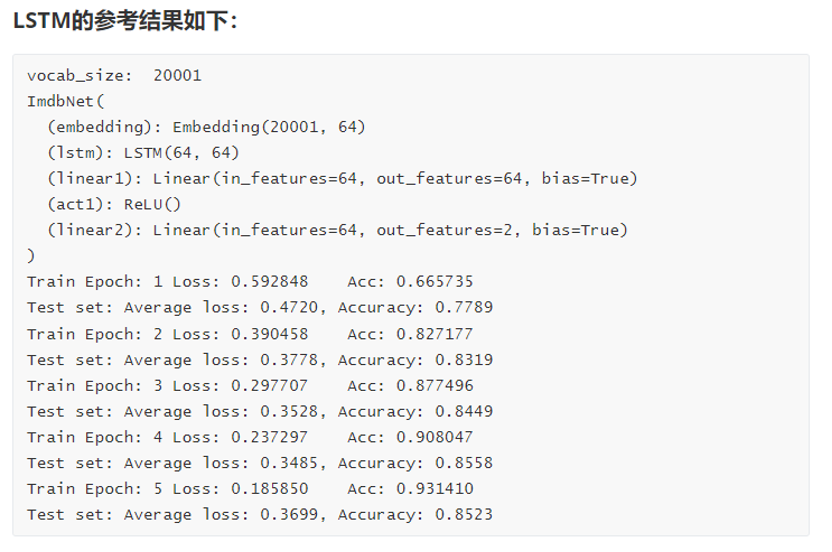 LSTM的参考结果如下：
vocab_size:  20001
ImdbNet(
  (embedding): Embedding(20001, 64)
  (lstm): LSTM(64, 64)
  (linear1): Linear(in_features=64, out_features=64, bias=True)
  (act1): ReLU()
  (linear2): Linear(in_features=64, out_features=2, bias=True)
)
Train Epoch: 1 Loss: 0.592848    Acc: 0.665735
Test set: Average loss: 0.4720, Accuracy: 0.7789
Train Epoch: 2 Loss: 0.390458    Acc: 0.827177
Test set: Average loss: 0.3778, Accuracy: 0.8319
Train Epoch: 3 Loss: 0.297707    Acc: 0.877496
Test set: Average loss: 0.3528, Accuracy: 0.8449
Train Epoch: 4 Loss: 0.237297    Acc: 0.908047
Test set: Average loss: 0.3485, Accuracy: 0.8558
Train Epoch: 5 Loss: 0.185850    Acc: 0.931410
Test set: Average loss: 0.3699, Accuracy: 0.8523